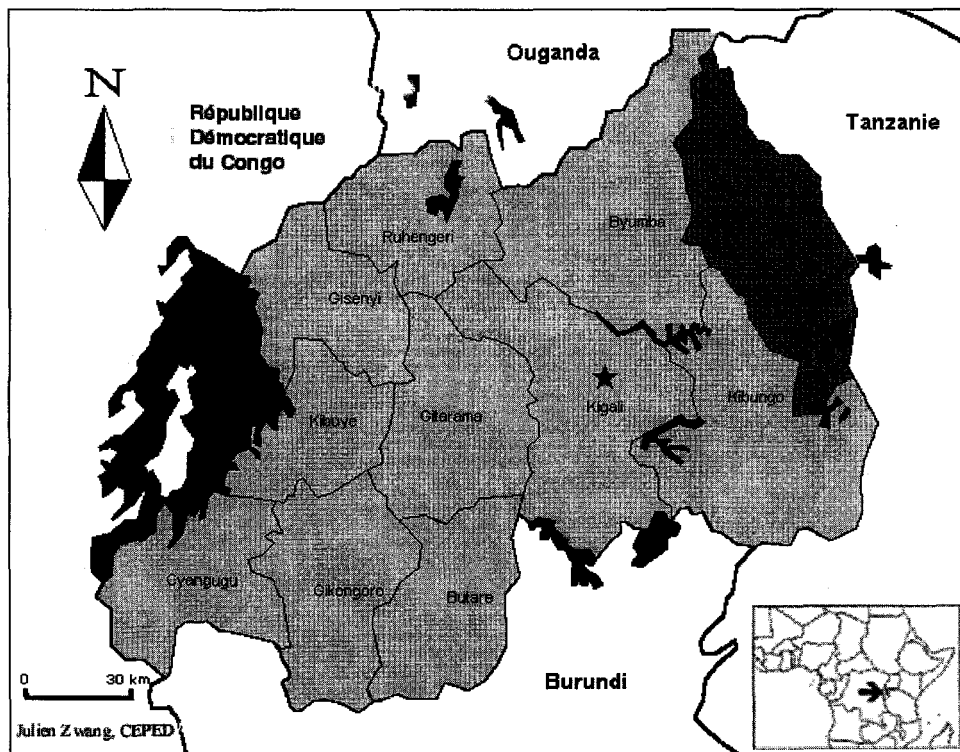 Ouganda
N
République
Démocratique
du Congo
Tanzanie
Byumba
Ruhengeri
Gisenyi
Kibuye
Gitarama
Kigali
Kibungo
Cyangugu
Gikongoro
Butare
0 30 km
Burundi
Julien Zwang, CEPED